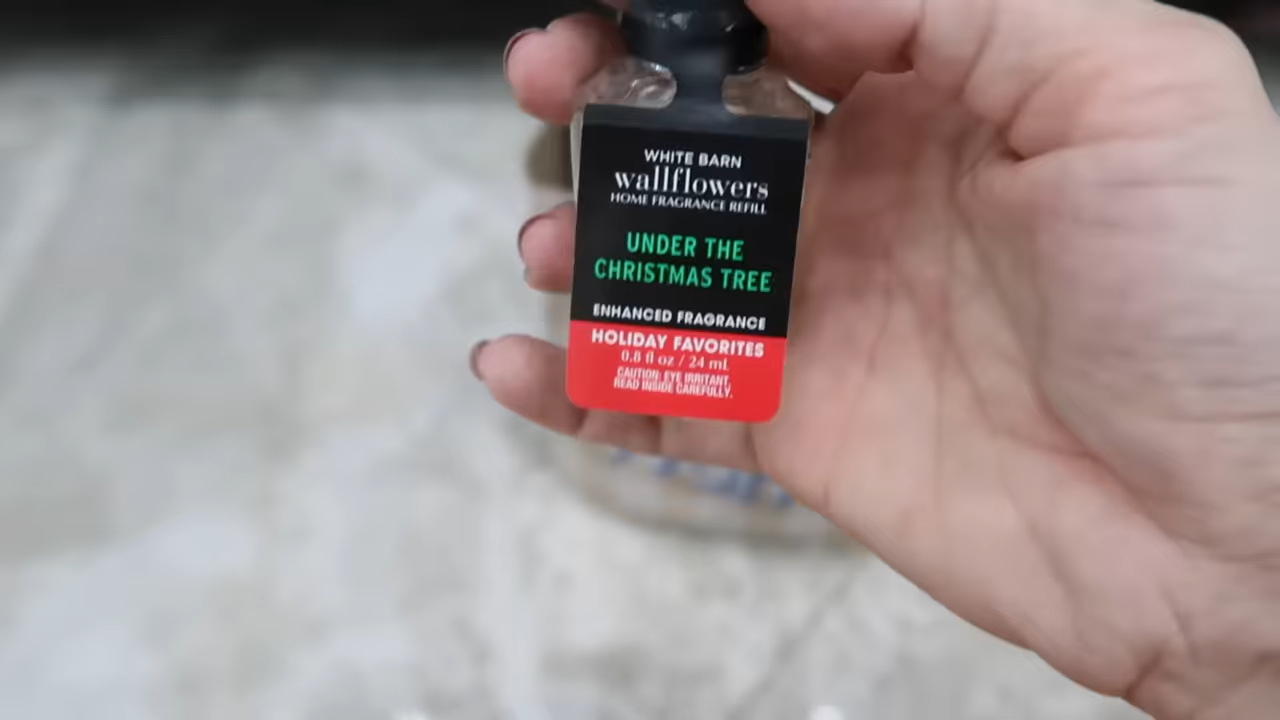 WHITE BARN
wallflowers
HOME FRAGRANCE REFILL
UNDER THE
CHRISTMAS TREE
ENHANCED FRAGRANCE
HOLIDAY FAVORITES
0.8 fl oz / 24 mL
CAUTION: EYE IRRITANT.
READ INSIDE CAREFULLY.